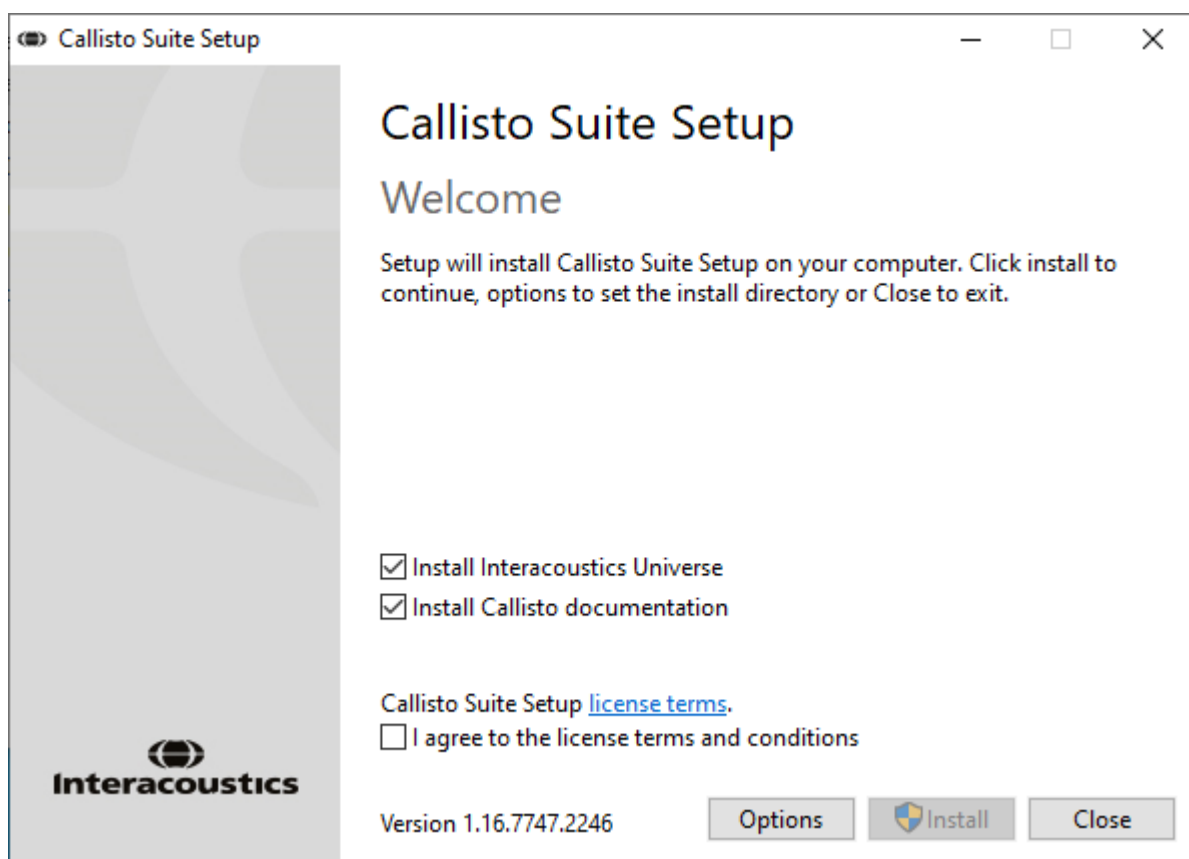 Callisto Suite Setup
Callisto Suite Setup
Welcome
Setup will install Callisto Suite Setup on your computer. Click install to
continue, options to set the install directory or Close to exit.
Install Interacoustics Universe
Install Callisto documentation
Callisto Suite Setup license terms.
I agree to the license terms and conditions
Interacoustics
Version 1.16.7747.2246
Options
Install
Close